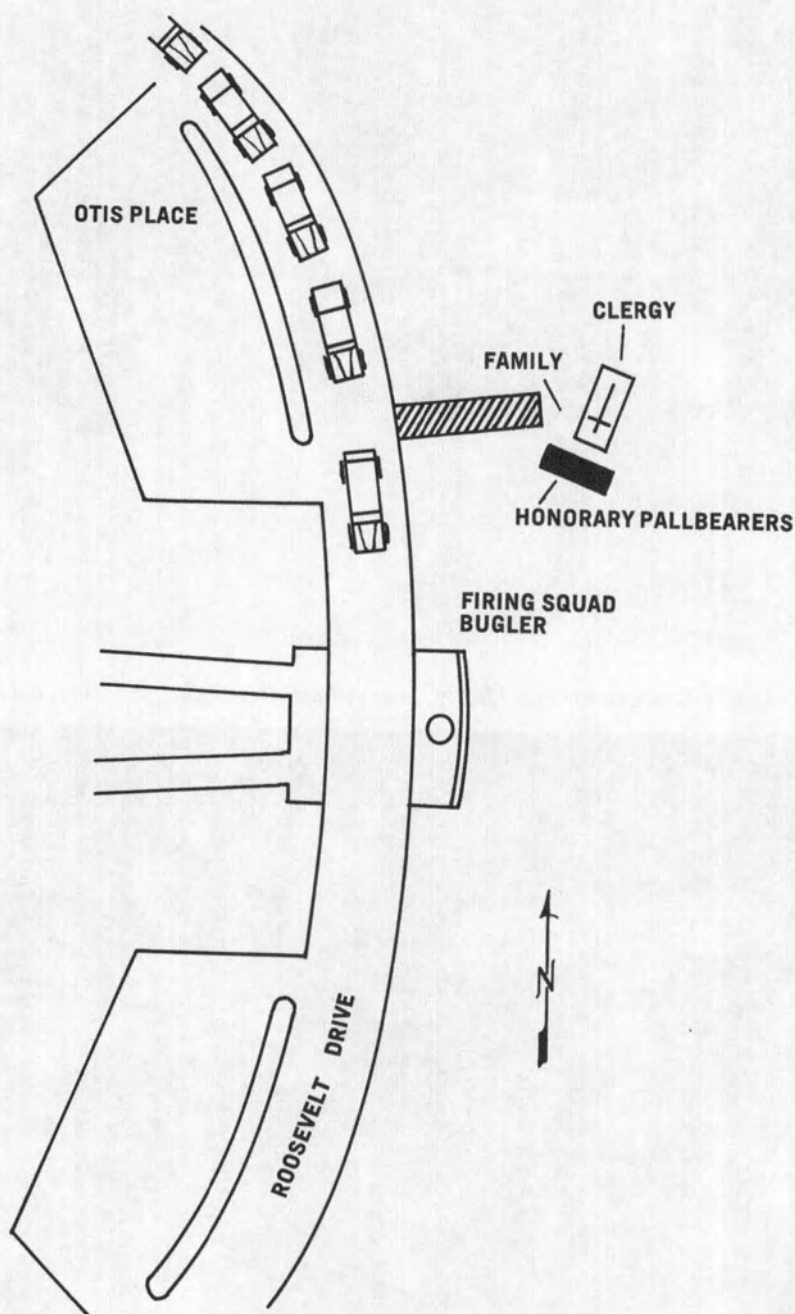 OTIS PLACE
CLERGY
FAMILY
HONORARY PALLBEARERS
FIRING SQUAD
BUGLER
N
ROOSEVELT DRIVE